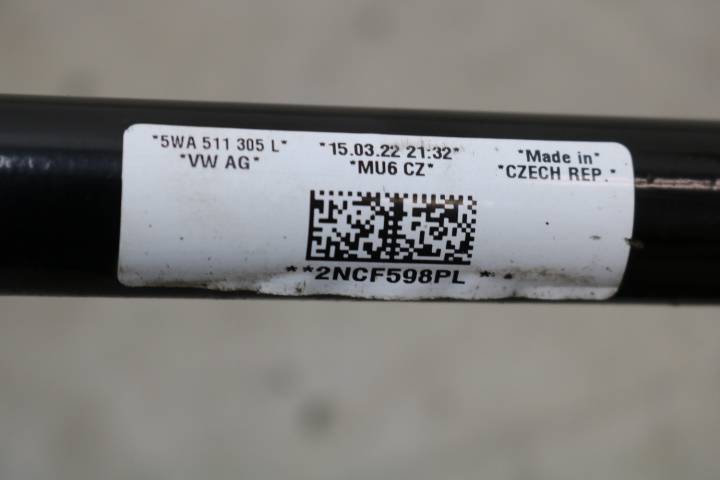 *5WA 511 305 L* *15.03.22 21:32* *Made in*
*VW AG* *MU6 CZ* *CZECH REP.*
**2NCF598PL **